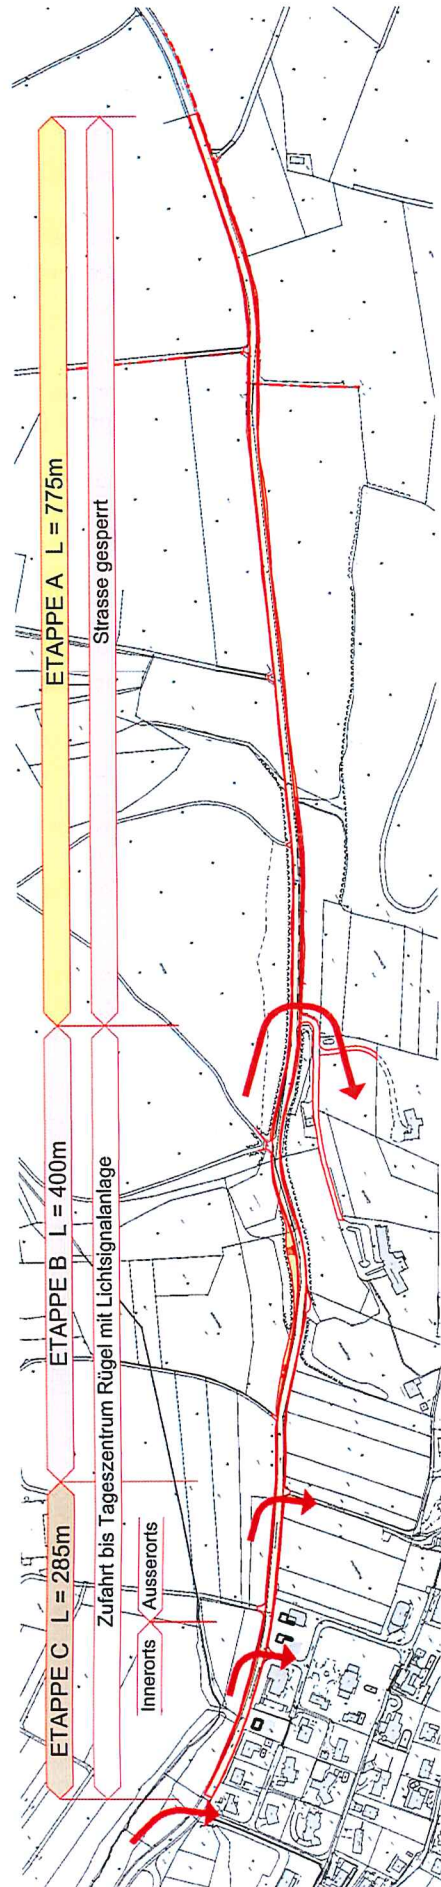 ETAPPE C L = 285m
ETAPPE B L = 400m
ETAPPE A L = 775m
Zufahrt bis Tageszentrum Rügel mit Lichtsignalanlage
Strasse gesperrt
Innerorts
Ausserorts